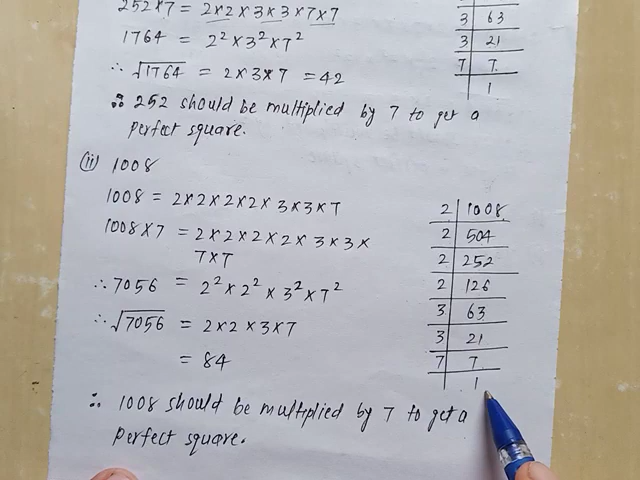 252×7 = 2×2×3×3×7×7
1764 = 2²×3²×7²
∴ √1764 = 2×3×7 = 42
∴ 252 should be multiplied by 7 to get a
perfect square.
3 | 63
3 | 21
7 | 7
1
(ii) 1008
1008 = 2×2×2×2×3×3×7
1008×7 = 2×2×2×2×3×3×
7×7
∴ 7056 = 2²×2²×3²×7²
∴ √7056 = 2×2×3×7
= 84
2 | 1008
2 | 504
2 | 252
2 | 126
3 | 63
3 | 21
7 | 7
1
∴ 1008 should be multiplied by 7 to get a
perfect square.